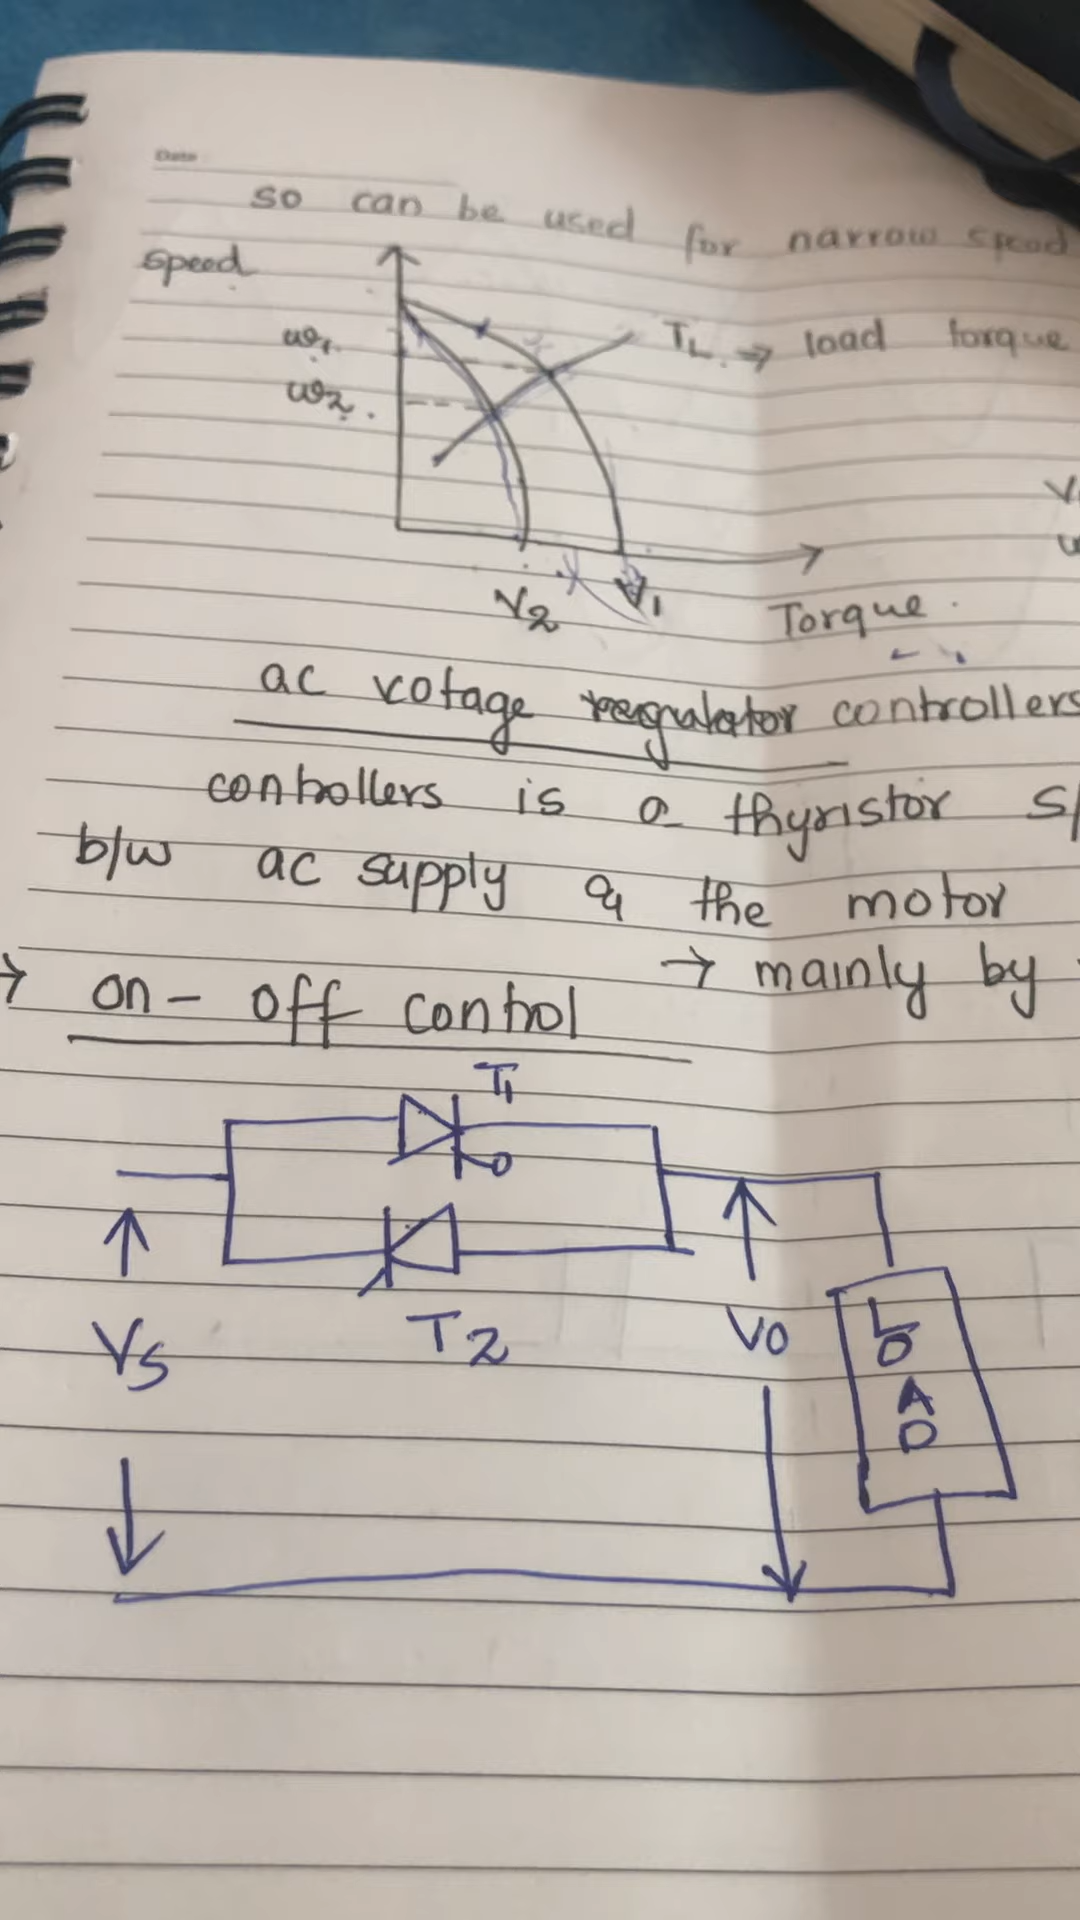 Date
so can be used for narrow speed
speed
ω1.
ω2.
TL → load torque
V2
V1
Torque.
ac votage regulator controllers
controllers is a thyristor
b/w ac supply & the motor
→ mainly by
→ on - off control
T1
T2
Vs
VO
LOAD